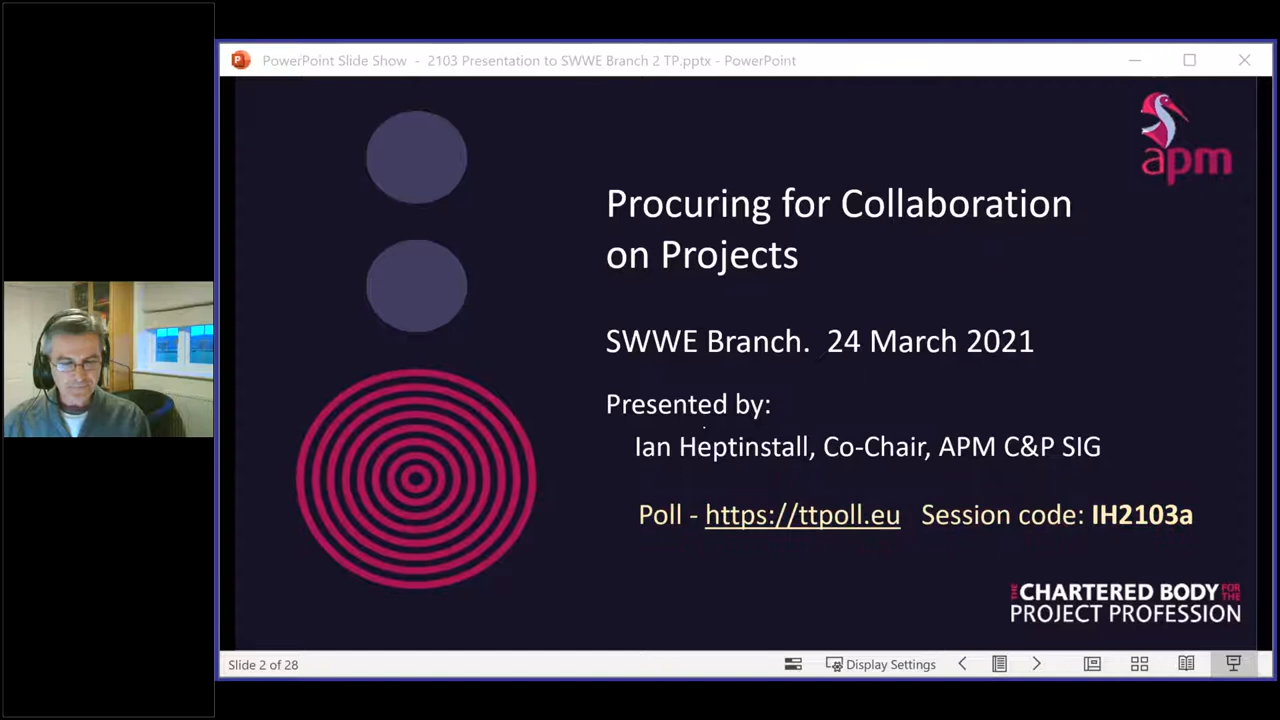 PowerPoint Slide Show - 2103 Presentation to SWWE Branch 2 TP.pptx - PowerPoint
apm
Procuring for Collaboration
on Projects
SWWE Branch. 24 March 2021
Presented by:
Ian Heptinstall, Co-Chair, APM C&P SIG
Poll - https://ttpoll.eu Session code: IH2103a
THE CHARTERED BODY FOR THE
PROJECT PROFESSION
Slide 2 of 28
Display Settings